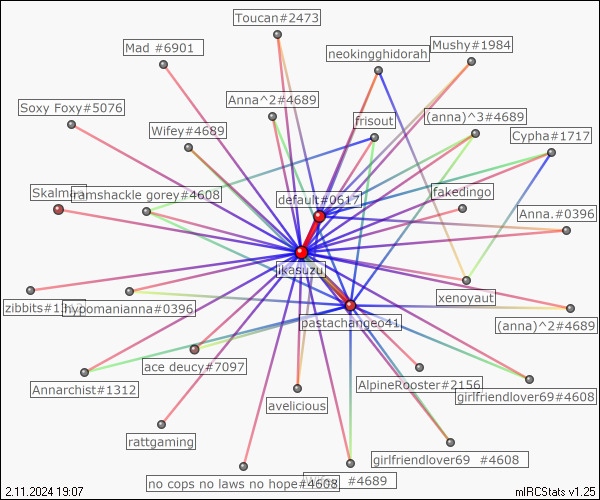 Toucan#2473
Mad #6901
neokingghidorah
Mushy#1984
Anna^2#4689
Soxy Foxy#5076
frisout
(anna)^3#4689
Wifey#4689
Cypha#1717
Skalman
ramshackle gorey#4608
default#0617
fakedingo
Anna.#0396
ikasuzu
zibbits#1312
hypomanianna#0396
xenoyaut
pastachangeo41
(anna)^2#4689
ace deucy#7097
Annarchist#1312
AlpineRooster#2156
girlfriendlover69#4608
avelicious
rattgaming
girlfriendlover69 #4608
no cops no laws no hope#4608
#4689
2.11.2024 19:07
mIRCStats v1.25